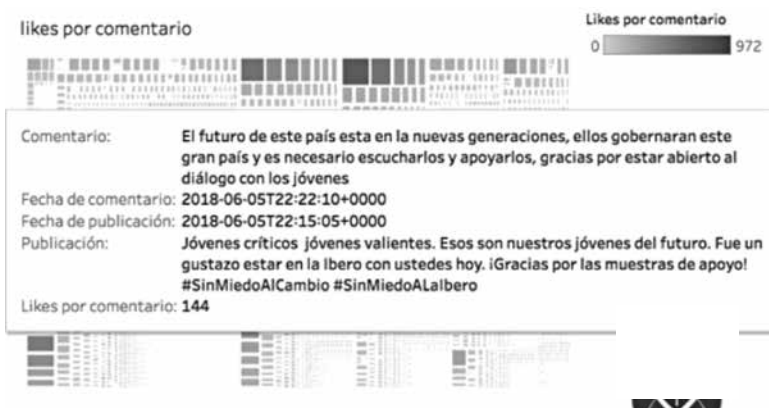 likes por comentario
Likes por comentario
0 972
Comentario: El futuro de este país esta en la nuevas generaciones, ellos gobernaran este
gran país y es necesario escucharlos y apoyarlos, gracias por estar abierto al
diálogo con los jóvenes
Fecha de comentario: 2018-06-05T22:22:10+0000
Fecha de publicación: 2018-06-05T22:15:05+0000
Publicación: Jóvenes críticos jóvenes valientes. Esos son nuestros jóvenes del futuro. Fue un
gustazo estar en la Ibero con ustedes hoy. ¡Gracias por las muestras de apoyo!
#SinMiedoAlCambio #SinMiedoALaIbero
Likes por comentario: 144